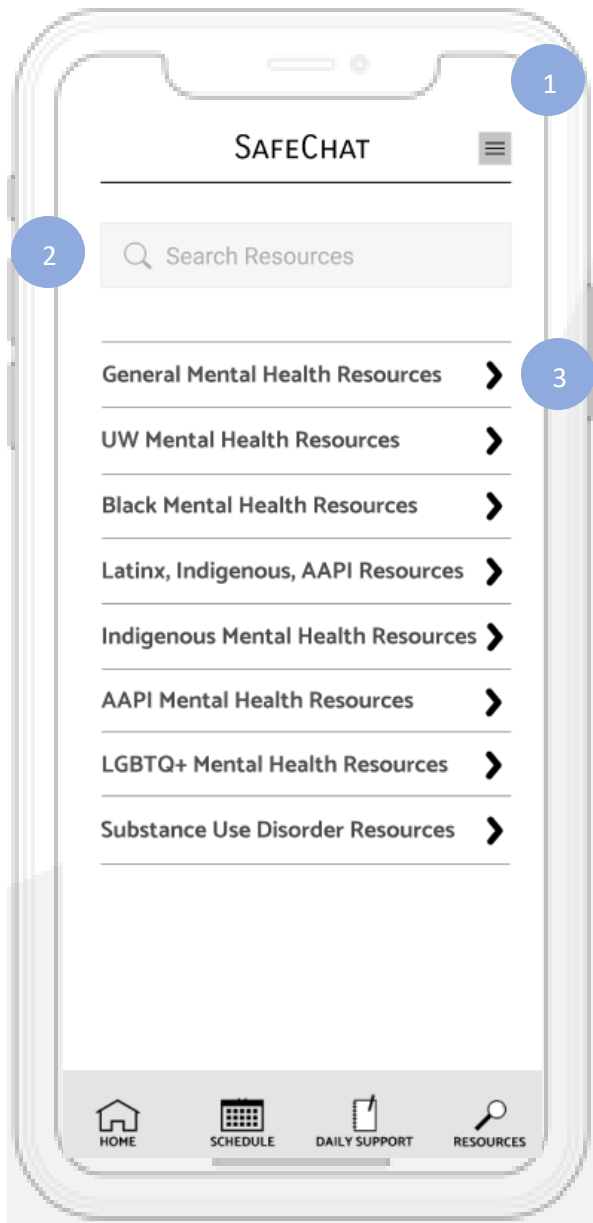 1
SAFECHAT
2
Search Resources
General Mental Health Resources
3
UW Mental Health Resources
Black Mental Health Resources
Latinx, Indigenous, AAPI Resources
Indigenous Mental Health Resources
AAPI Mental Health Resources
LGBTQ+ Mental Health Resources
Substance Use Disorder Resources
HOME SCHEDULE DAILY SUPPORT RESOURCES